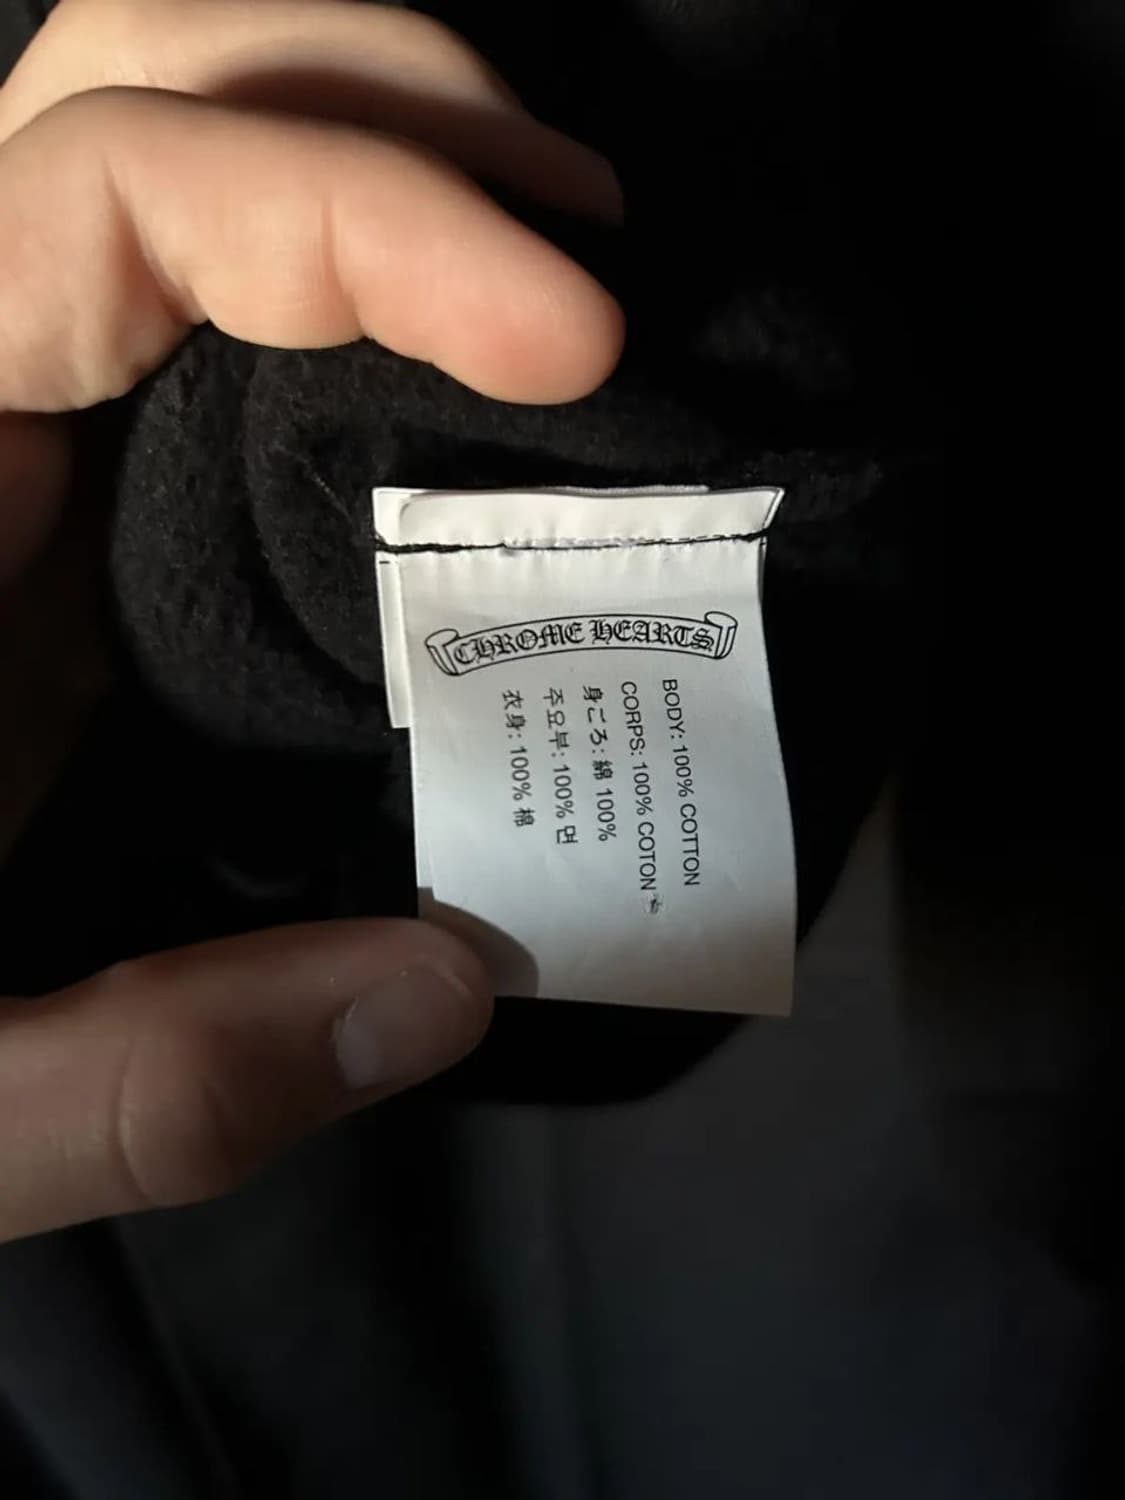 CHROME HEARTS
BODY: 100% COTTON
CORPS: 100% COTON
身ごろ: 綿 100%
주요부: 100% 면
衣身: 100% 棉